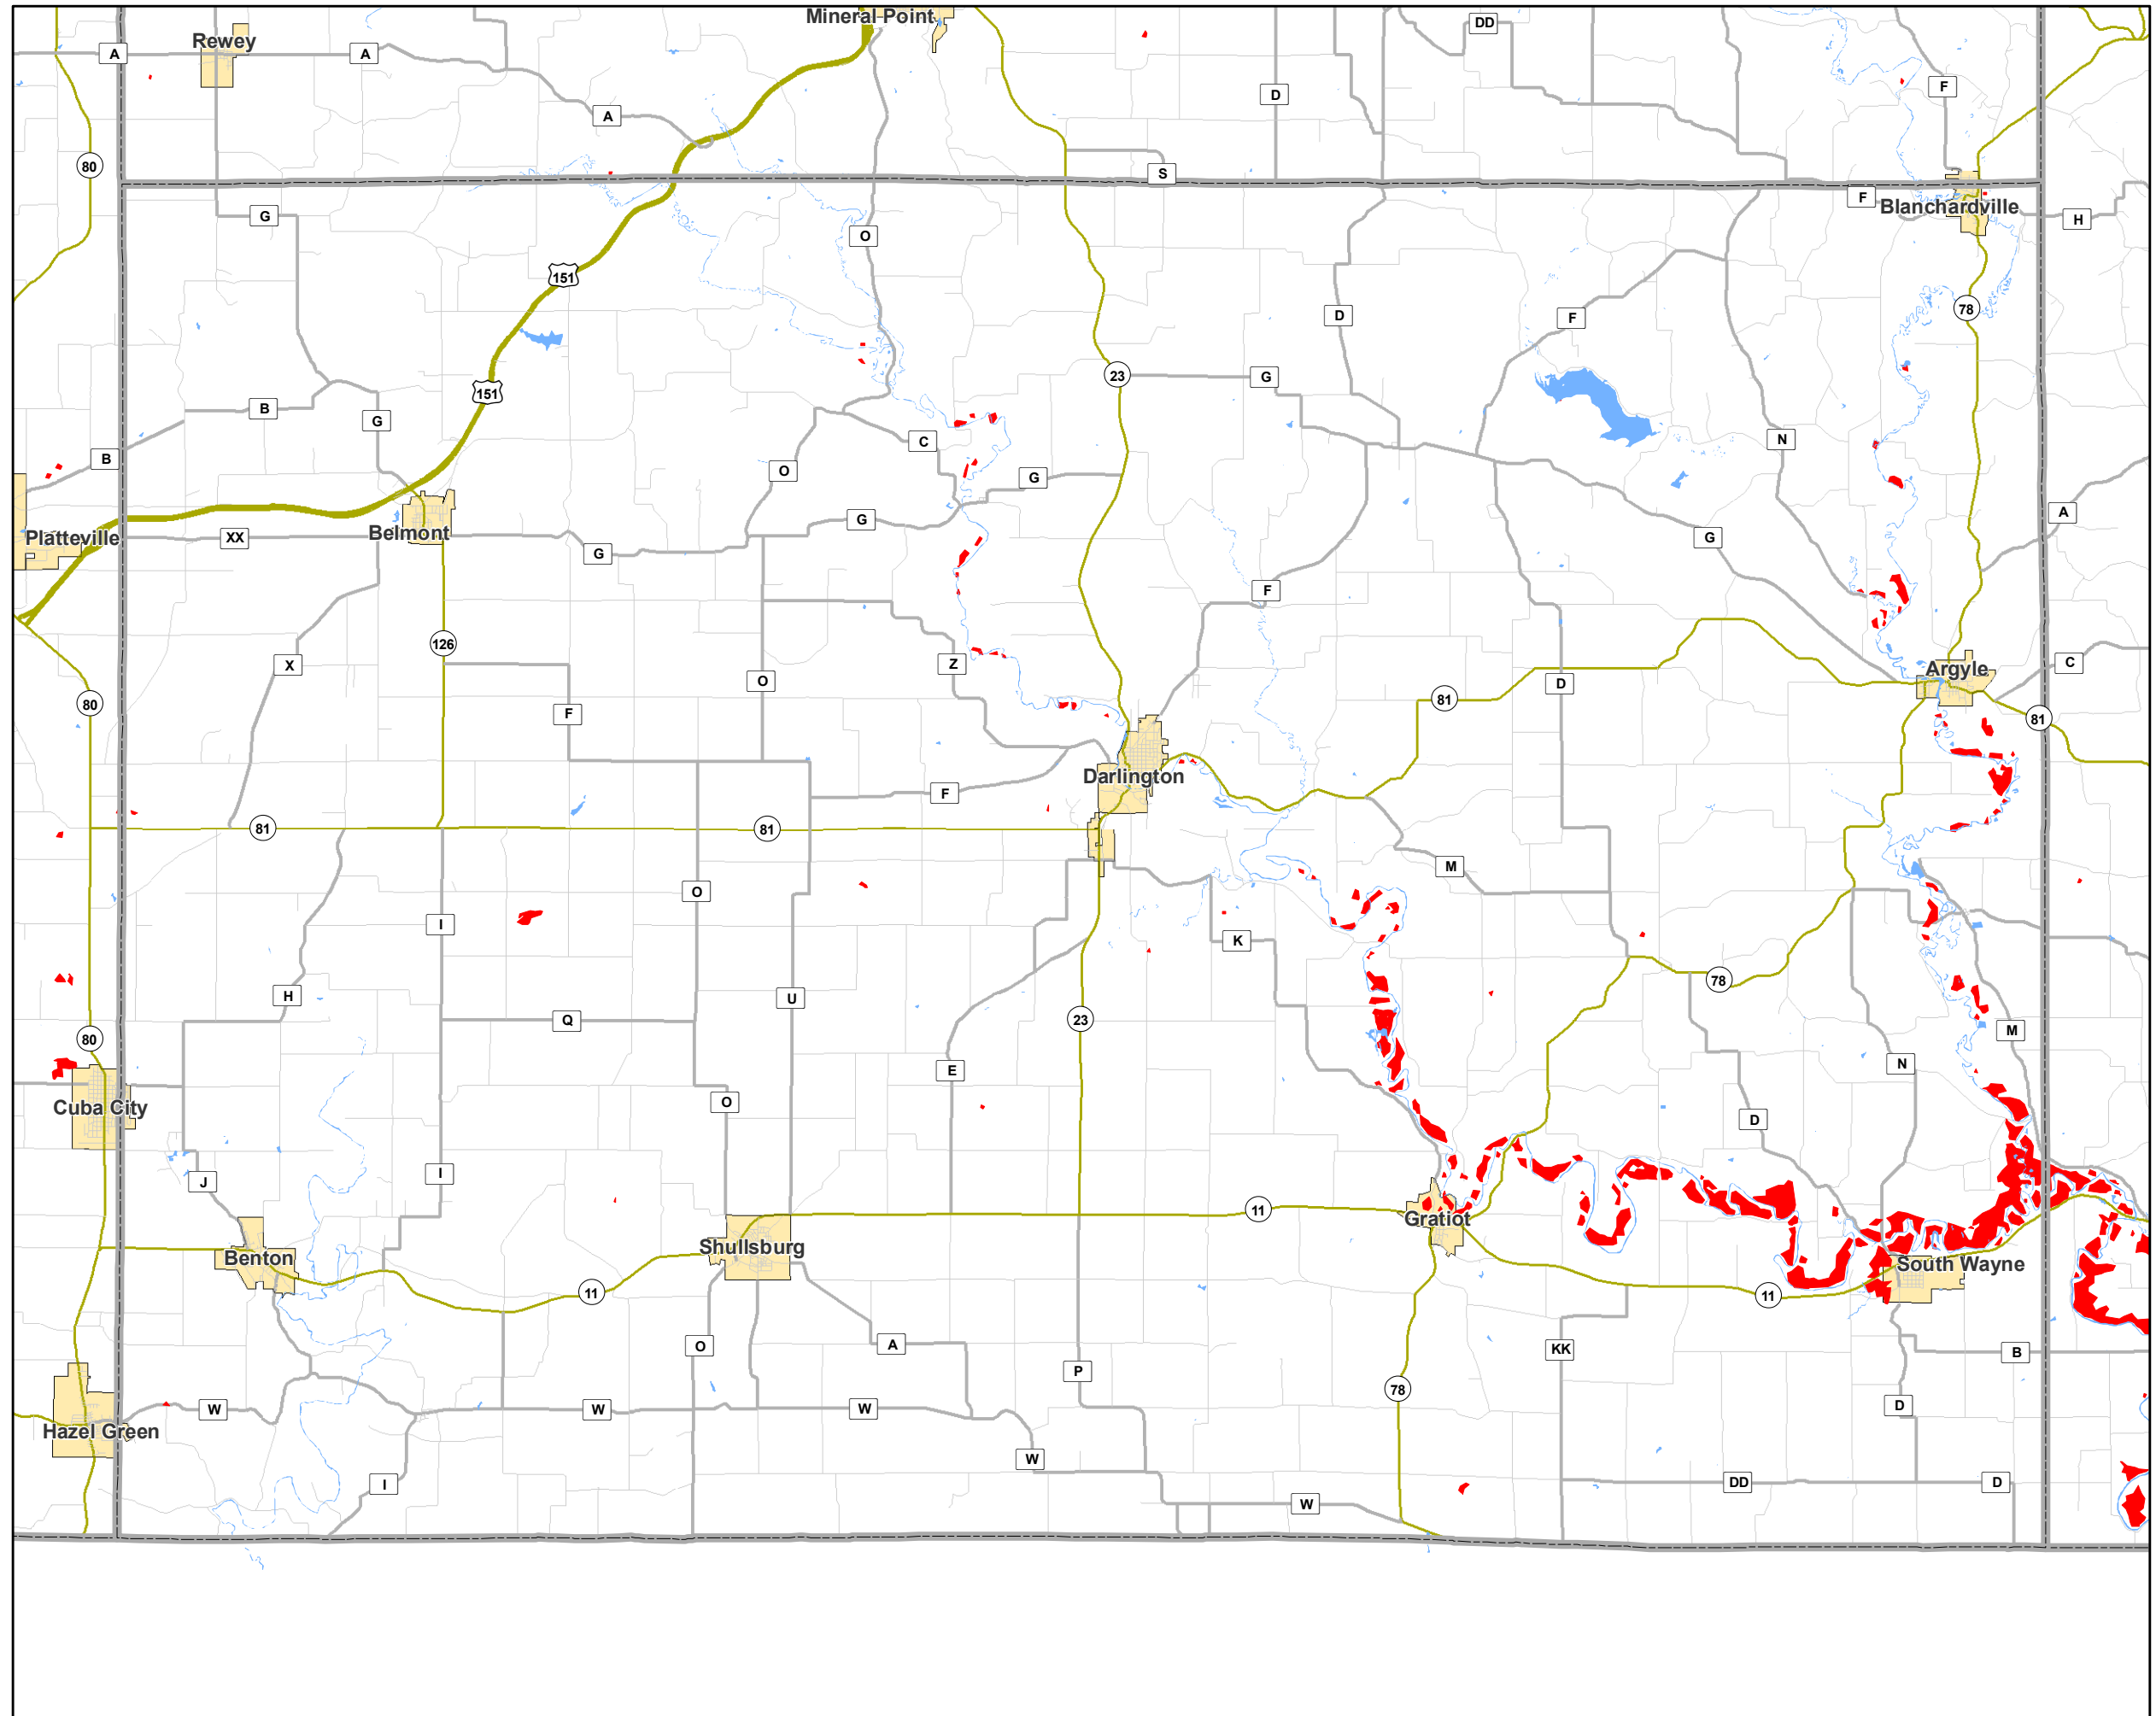 Mineral Point
DD
Rewey
A
A
F
D
A
80
S
F
Blanchardville
G
H
O
151
78
D
F
23
G
151
B
G
N
C
B
O
G
A
G
Platteville
XX
Belmont
G
G
F
126
X
Z
C
Argyle
O
D
80
81
F
81
Darlington
F
81
81
M
O
I
K
78
H
U
23
Q
M
80
N
E
O
Cuba City
D
I
J
11
Gratiot
Shullsburg
Benton
South Wayne
11
11
O
A
KK
B
P
78
D
W
W
W
Hazel Green
W
I
DD
D
W